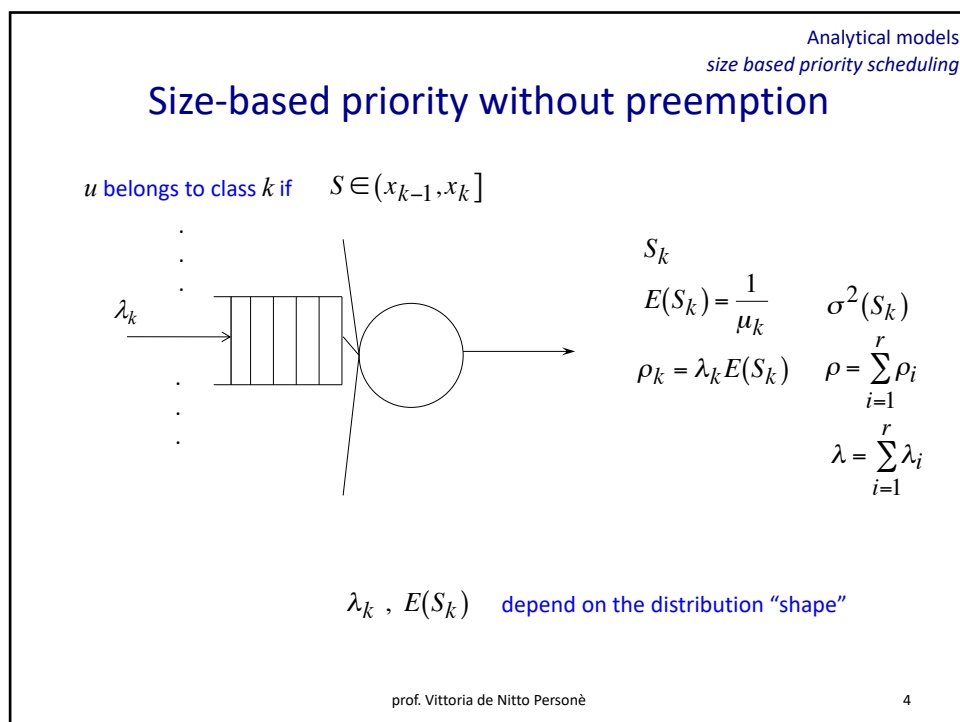 Analytical models
size based priority scheduling
Size-based priority without preemption
u belongs to class k if S ∈ (x_{k−1}, x_k]
.
.
.
λ_k
.
.
.
S_k
E(S_k) = 1/μ_k σ²(S_k)
ρ_k = λ_k E(S_k) ρ = ∑_{i=1}^{r} ρ_i
λ = ∑_{i=1}^{r} λ_i
λ_k , E(S_k) depend on the distribution “shape”
prof. Vittoria de Nitto Personè 4